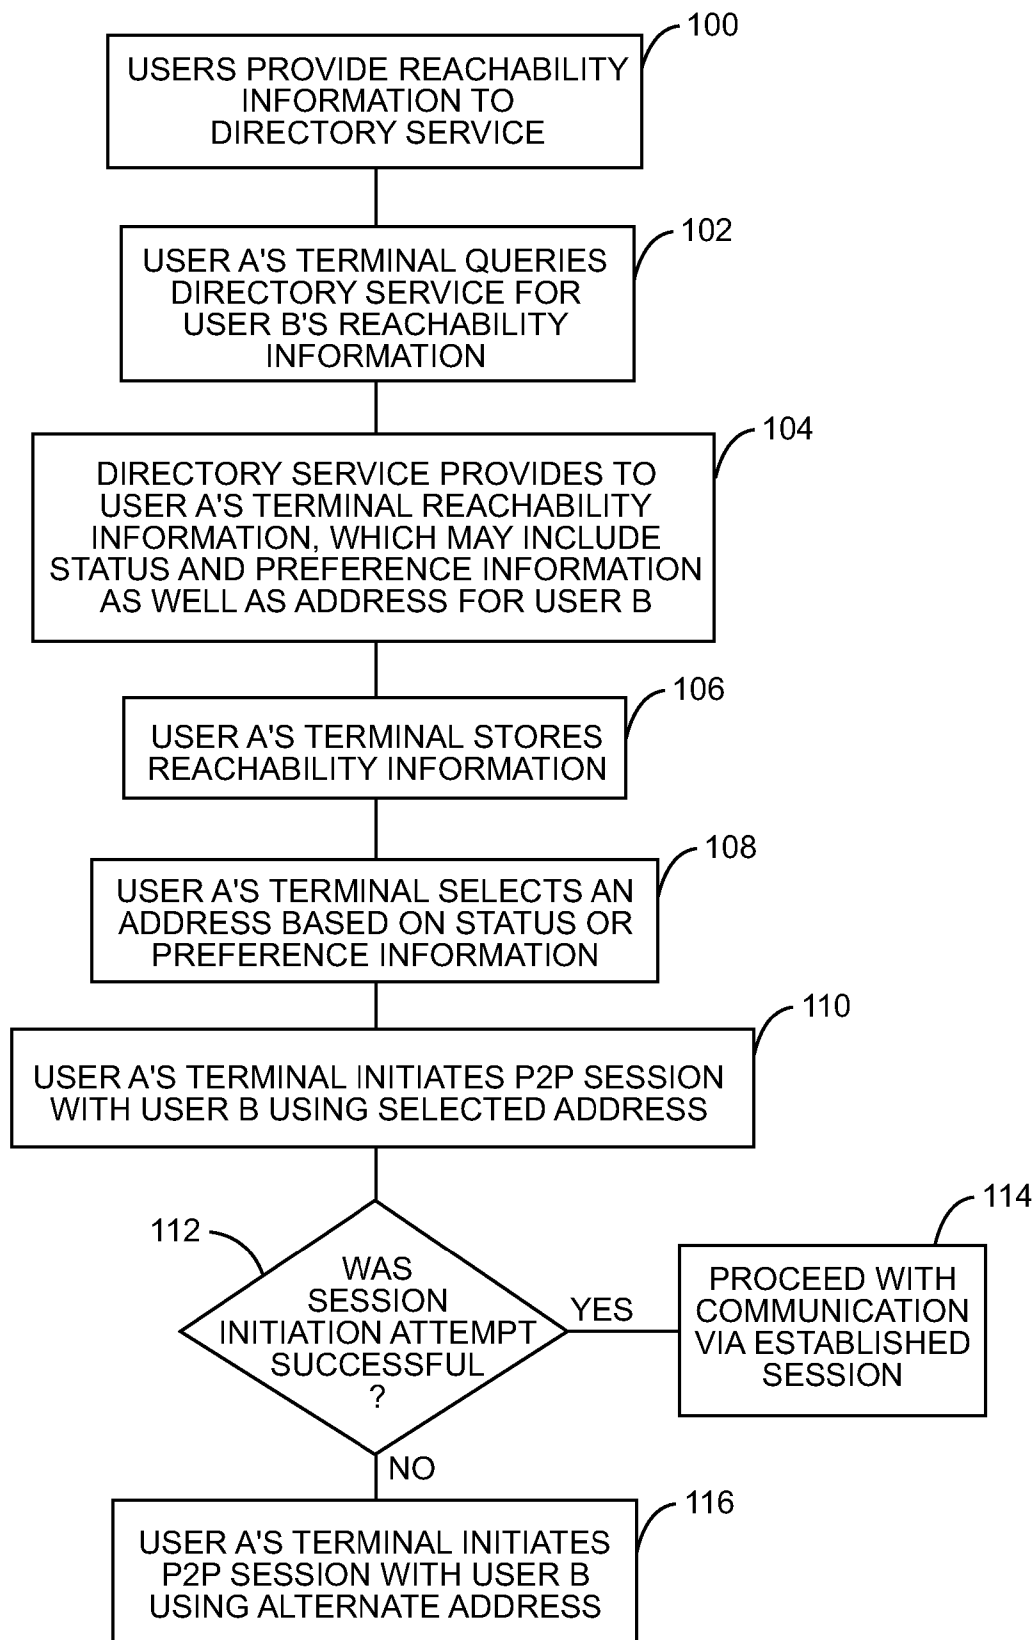 100
USERS PROVIDE REACHABILITY
INFORMATION TO
DIRECTORY SERVICE
102
USER A'S TERMINAL QUERIES
DIRECTORY SERVICE FOR
USER B'S REACHABILITY
INFORMATION
104
DIRECTORY SERVICE PROVIDES TO
USER A'S TERMINAL REACHABILITY
INFORMATION, WHICH MAY INCLUDE
STATUS AND PREFERENCE INFORMATION
AS WELL AS ADDRESS FOR USER B
106
USER A'S TERMINAL STORES
REACHABILITY INFORMATION
108
USER A'S TERMINAL SELECTS AN
ADDRESS BASED ON STATUS OR
PREFERENCE INFORMATION
110
USER A'S TERMINAL INITIATES P2P SESSION
WITH USER B USING SELECTED ADDRESS
112
WAS
SESSION
INITIATION ATTEMPT
SUCCESSFUL
?
YES
114
PROCEED WITH
COMMUNICATION
VIA ESTABLISHED
SESSION
NO
116
USER A'S TERMINAL INITIATES
P2P SESSION WITH USER B
USING ALTERNATE ADDRESS